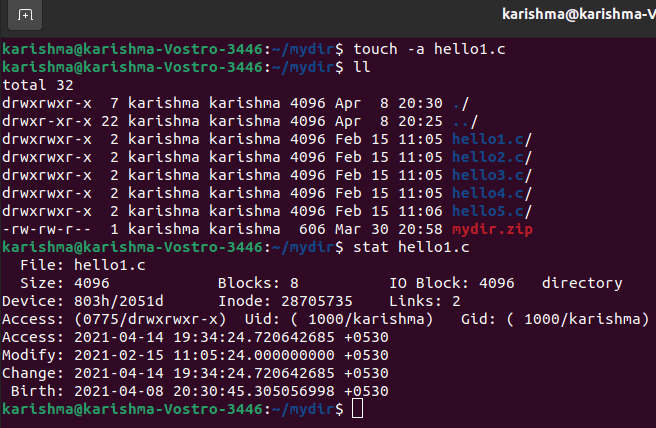 karishma@karishma
karishma@karishma-Vostro-3446:~/mydir$ touch -a hello1.c
karishma@karishma-Vostro-3446:~/mydir$ ll
total 32
drwxrwxr-x  7 karishma karishma 4096 Apr  8 20:30 ./
drwxr-xr-x 22 karishma karishma 4096 Apr  8 20:25 ../
drwxrwxr-x  2 karishma karishma 4096 Feb 15 11:05 hello1.c/
drwxrwxr-x  2 karishma karishma 4096 Feb 15 11:05 hello2.c/
drwxrwxr-x  2 karishma karishma 4096 Feb 15 11:05 hello3.c/
drwxrwxr-x  2 karishma karishma 4096 Feb 15 11:05 hello4.c/
drwxrwxr-x  2 karishma karishma 4096 Feb 15 11:06 hello5.c/
-rw-rw-r--  1 karishma karishma  606 Mar 30 20:58 mydir.zip
karishma@karishma-Vostro-3446:~/mydir$ stat hello1.c
  File: hello1.c
  Size: 4096            Blocks: 8          IO Block: 4096   directory
Device: 803h/2051d      Inode: 28705735    Links: 2
Access: (0775/drwxrwxr-x)  Uid: ( 1000/karishma)   Gid: ( 1000/karishma)
Access: 2021-04-14 19:34:24.720642685 +0530
Modify: 2021-02-15 11:05:24.000000000 +0530
Change: 2021-04-14 19:34:24.720642685 +0530
 Birth: 2021-04-08 20:30:45.305056998 +0530
karishma@karishma-Vostro-3446:~/mydir$